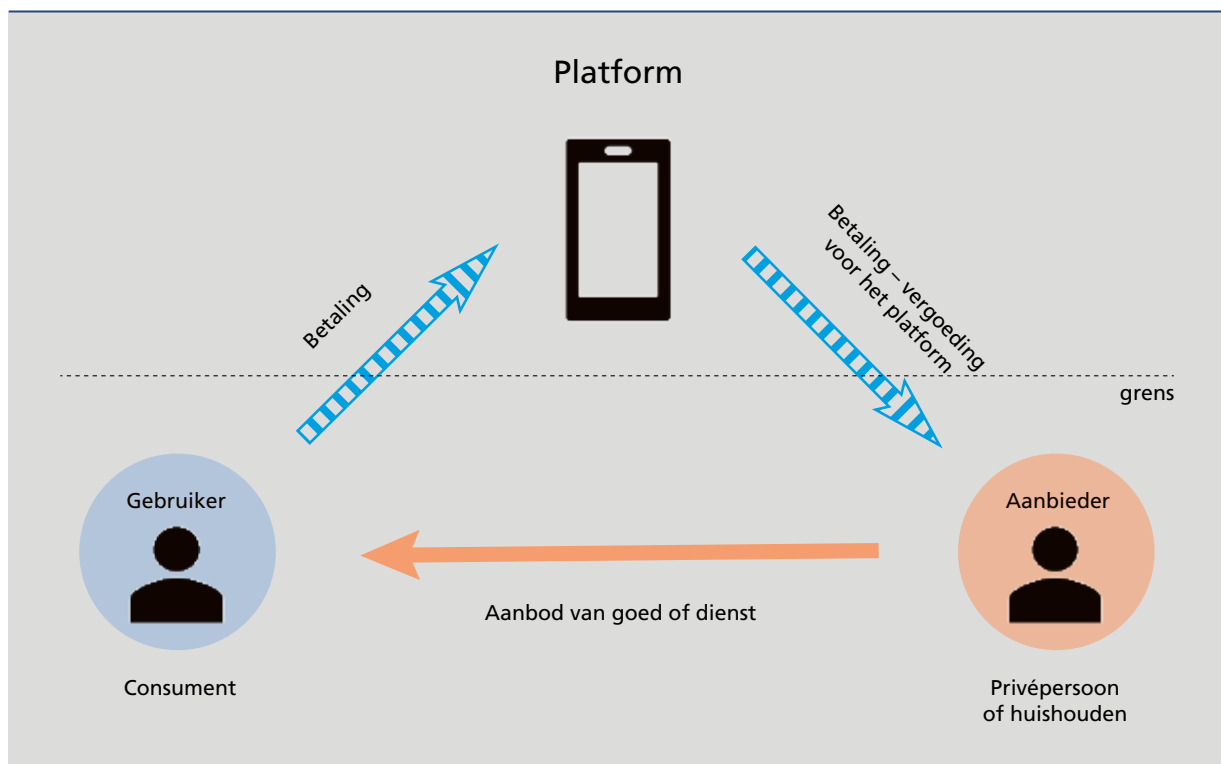 Platform
Betaling
Betaling – vergoeding
voor het platform
grens
Gebruiker
Aanbieder
Aanbod van goed of dienst
Consument
Privépersoon
of huishouden